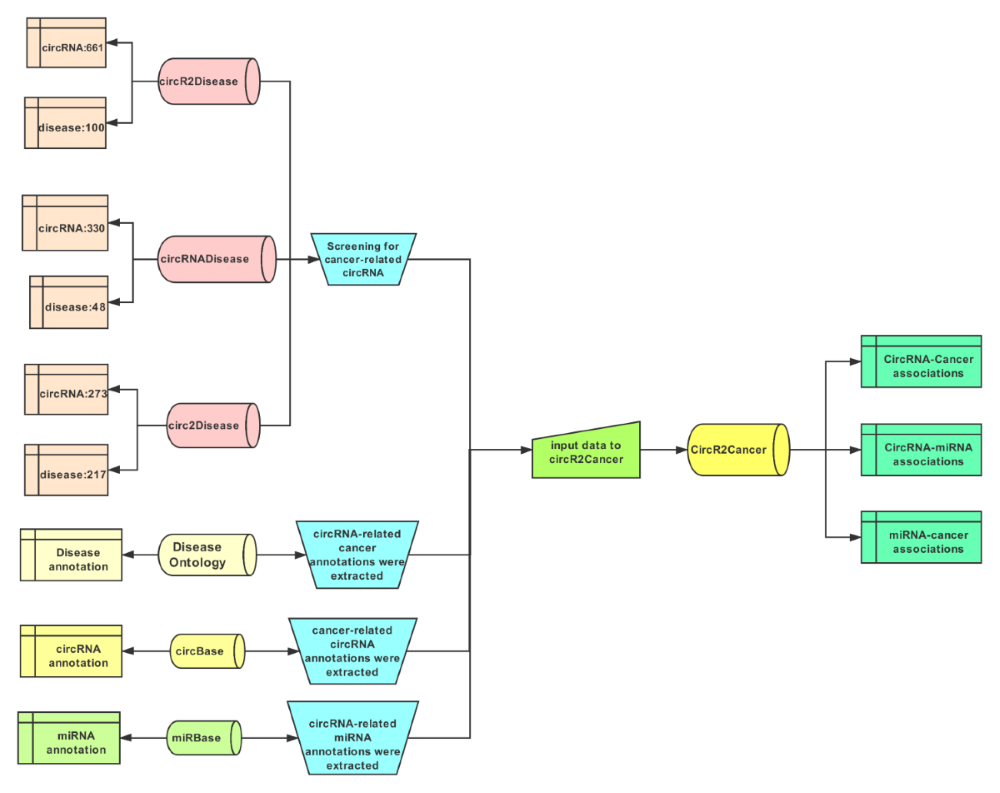 circRNA:661
circR2Disease
disease:100
circRNA:330
circRNADisease
disease:48
Screening for
cancer-related
circRNA
circRNA:273
circ2Disease
disease:217
Disease
annotation
Disease
Ontology
circRNA-related
cancer
annotations were
extracted
circRNA
annotation
circBase
cancer-related
circRNA
annotations were
extracted
miRNA
annotation
miRBase
circRNA-related
miRNA
annotations were
extracted
input data to
circR2Cancer
CircR2Cancer
CircRNA-Cancer
associations
CircRNA-miRNA
associations
miRNA-cancer
associations